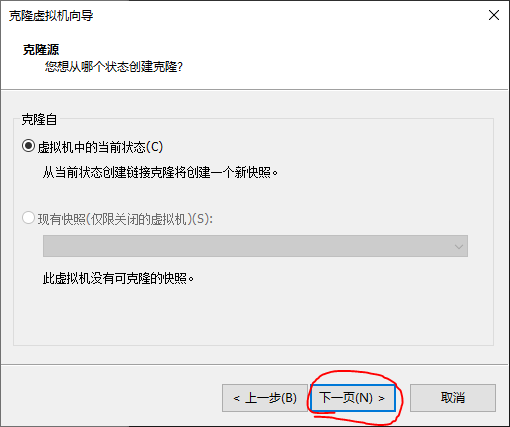 克隆虚拟机向导
克隆源
您想从哪个状态创建克隆?
克隆自
虚拟机中的当前状态(C)
从当前状态创建链接克隆将创建一个新快照。
现有快照(仅限关闭的虚拟机)(S):
此虚拟机没有可克隆的快照。
< 上一步(B) 下一页(N) > 取消